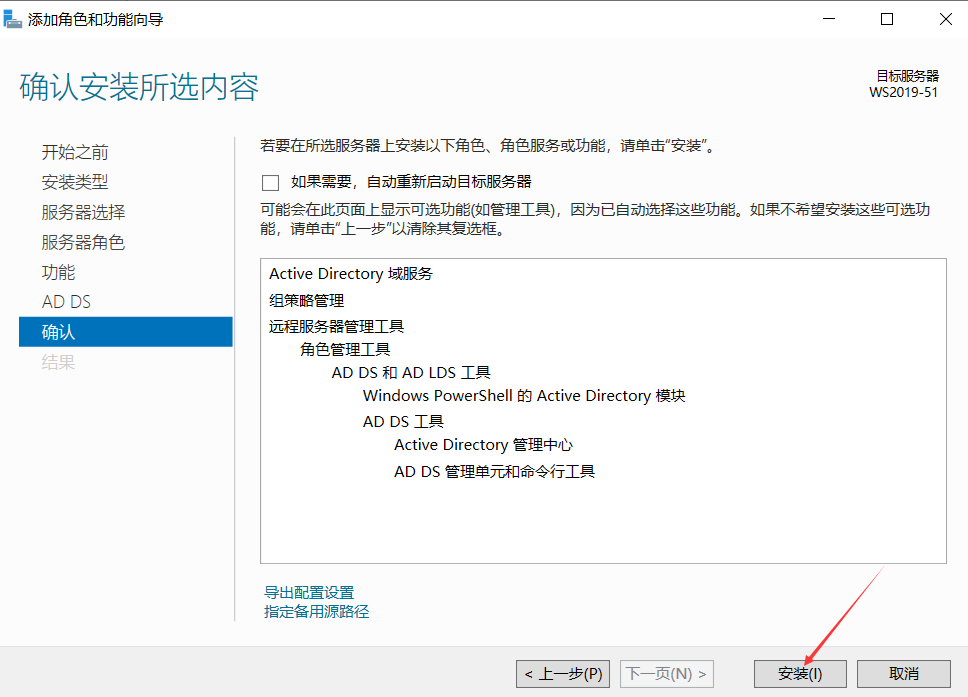 添加角色和功能向导
确认安装所选内容
目标服务器
WS2019-51
开始之前
安装类型
服务器选择
服务器角色
功能
AD DS
确认
结果
若要在所选服务器上安装以下角色、角色服务或功能，请单击“安装”。
如果需要，自动重新启动目标服务器
可能会在此页面上显示可选功能(如管理工具)，因为已自动选择这些功能。如果不希望安装这些可选功
能，请单击“上一步”以清除其复选框。
Active Directory 域服务
组策略管理
远程服务器管理工具
角色管理工具
AD DS 和 AD LDS 工具
Windows PowerShell 的 Active Directory 模块
AD DS 工具
Active Directory 管理中心
AD DS 管理单元和命令行工具
导出配置设置
指定备用源路径
< 上一步(P)
下一页(N) >
安装(I)
取消